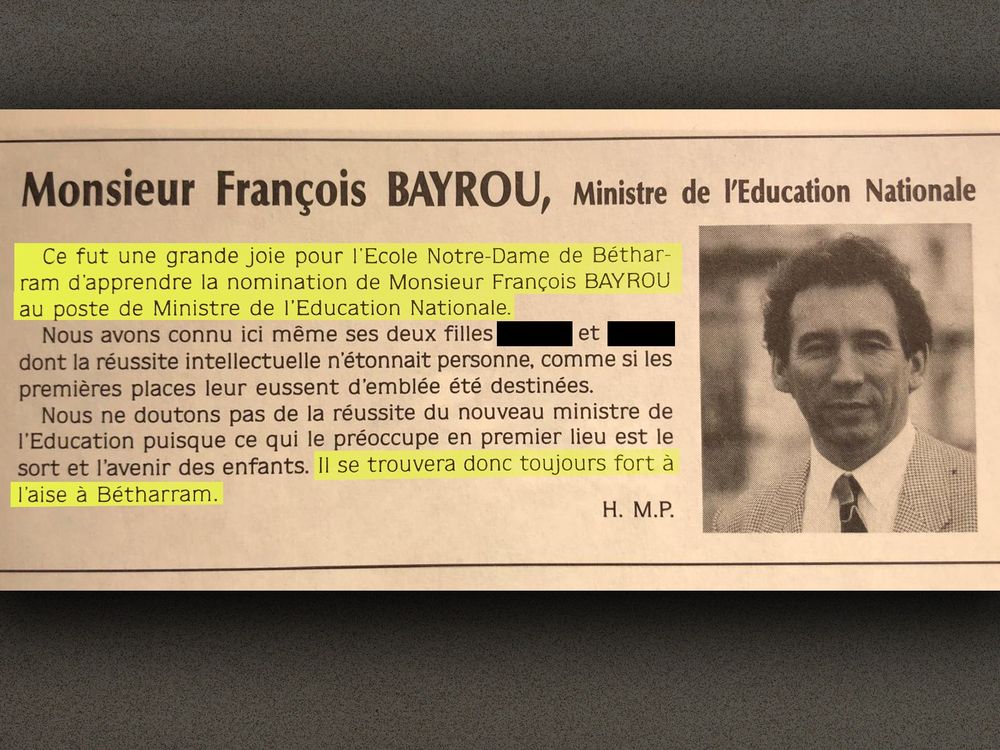 Monsieur François BAYROU, Ministre de l'Education Nationale
Ce fut une grande joie pour l'Ecole Notre-Dame de Béthar-
ram d'apprendre la nomination de Monsieur François BAYROU
au poste de Ministre de l'Education Nationale.
Nous avons connu ici même ses deux filles et
dont la réussite intellectuelle n'étonnait personne, comme si les
premières places leur eussent d'emblée été destinées.
Nous ne doutons pas de la réussite du nouveau ministre de
l'Education puisque ce qui le préoccupe en premier lieu est le
sort et l'avenir des enfants. Il se trouvera donc toujours fort à
l'aise à Bétharram.
H. M.P.